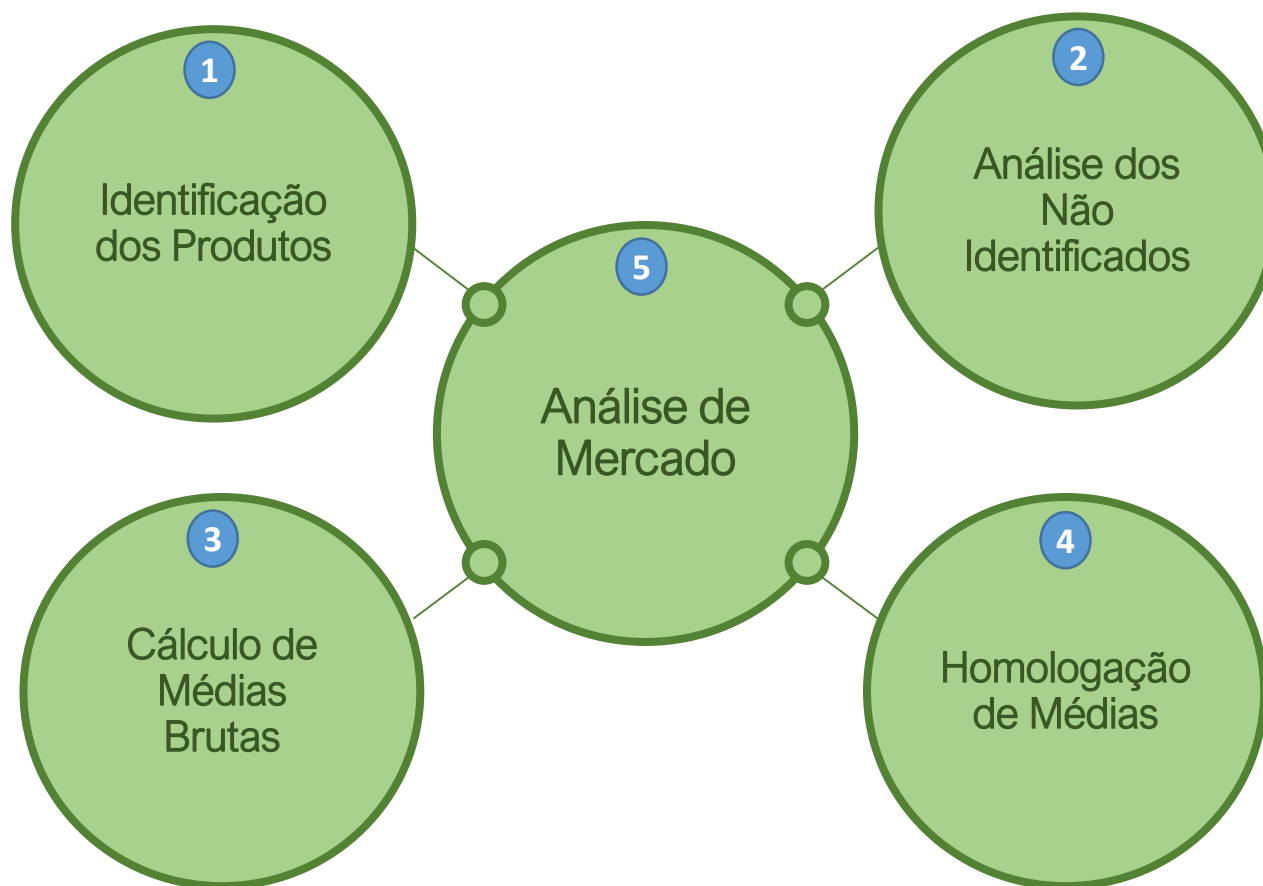 1
Identificação
dos Produtos
2
Análise dos
Não
Identificados
5
Análise de
Mercado
3
Cálculo de
Médias
Brutas
4
Homologação
de Médias